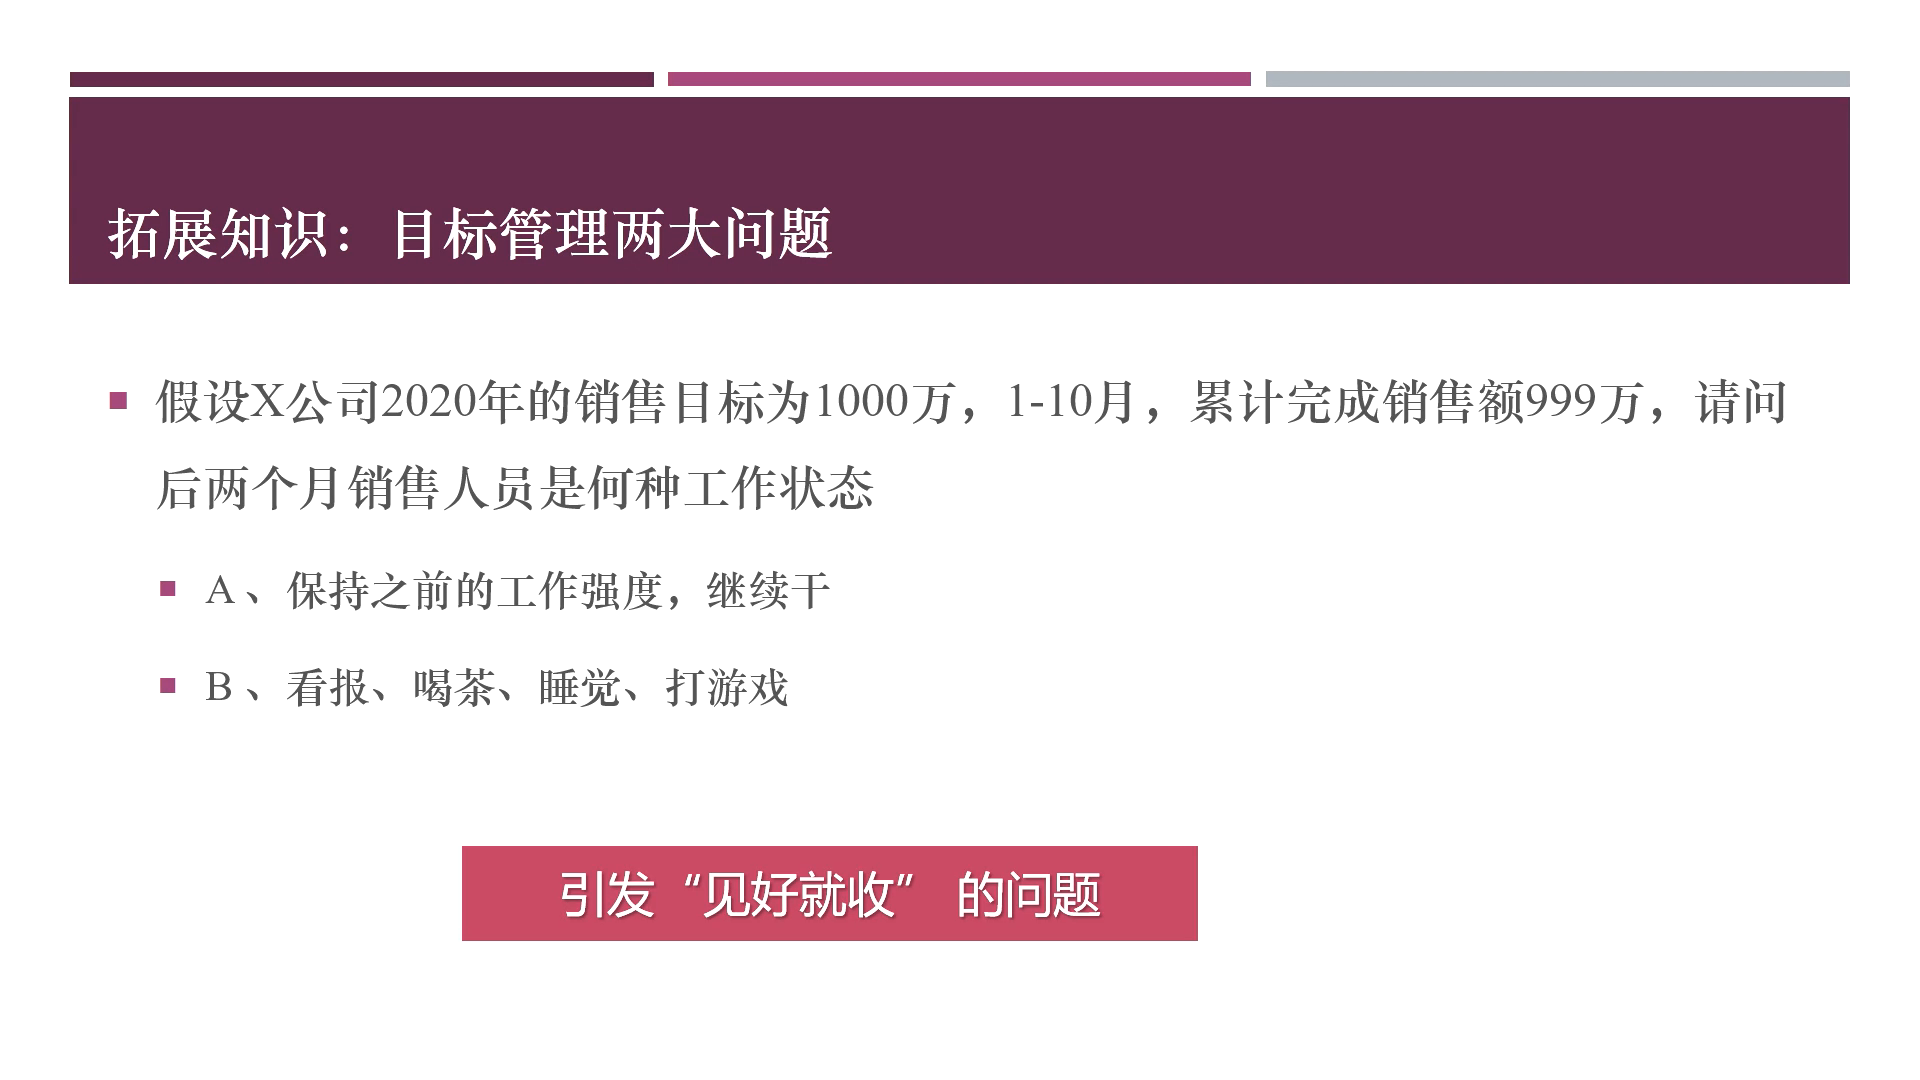 拓展知识：目标管理两大问题
假设X公司2020年的销售目标为1000万，1-10月，累计完成销售额999万，请问
后两个月销售人员是何种工作状态
A、保持之前的工作强度，继续干
B、看报、喝茶、睡觉、打游戏
引发“见好就收” 的问题